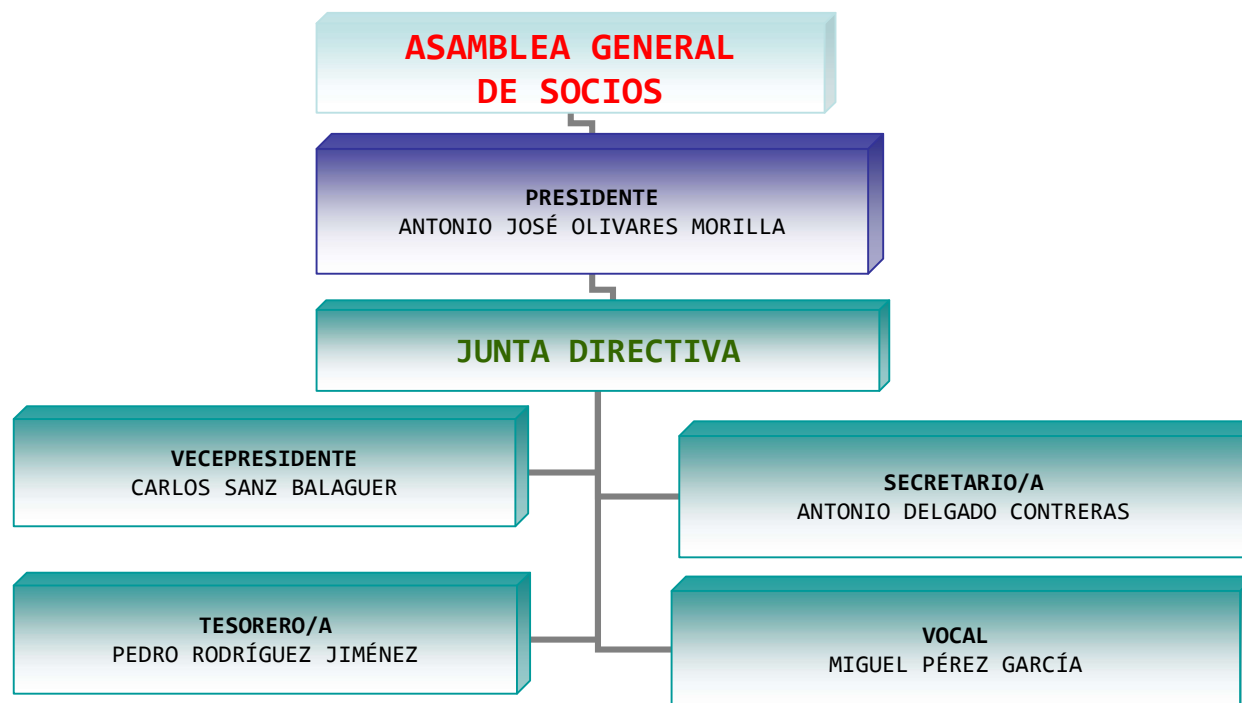 ASAMBLEA GENERAL
DE SOCIOS
PRESIDENTE
ANTONIO JOSÉ OLIVARES MORILLA
JUNTA DIRECTIVA
VECEPRESIDENTE
CARLOS SANZ BALAGUER
SECRETARIO/A
ANTONIO DELGADO CONTRERAS
TESORERO/A
PEDRO RODRÍGUEZ JIMÉNEZ
VOCAL
MIGUEL PÉREZ GARCÍA